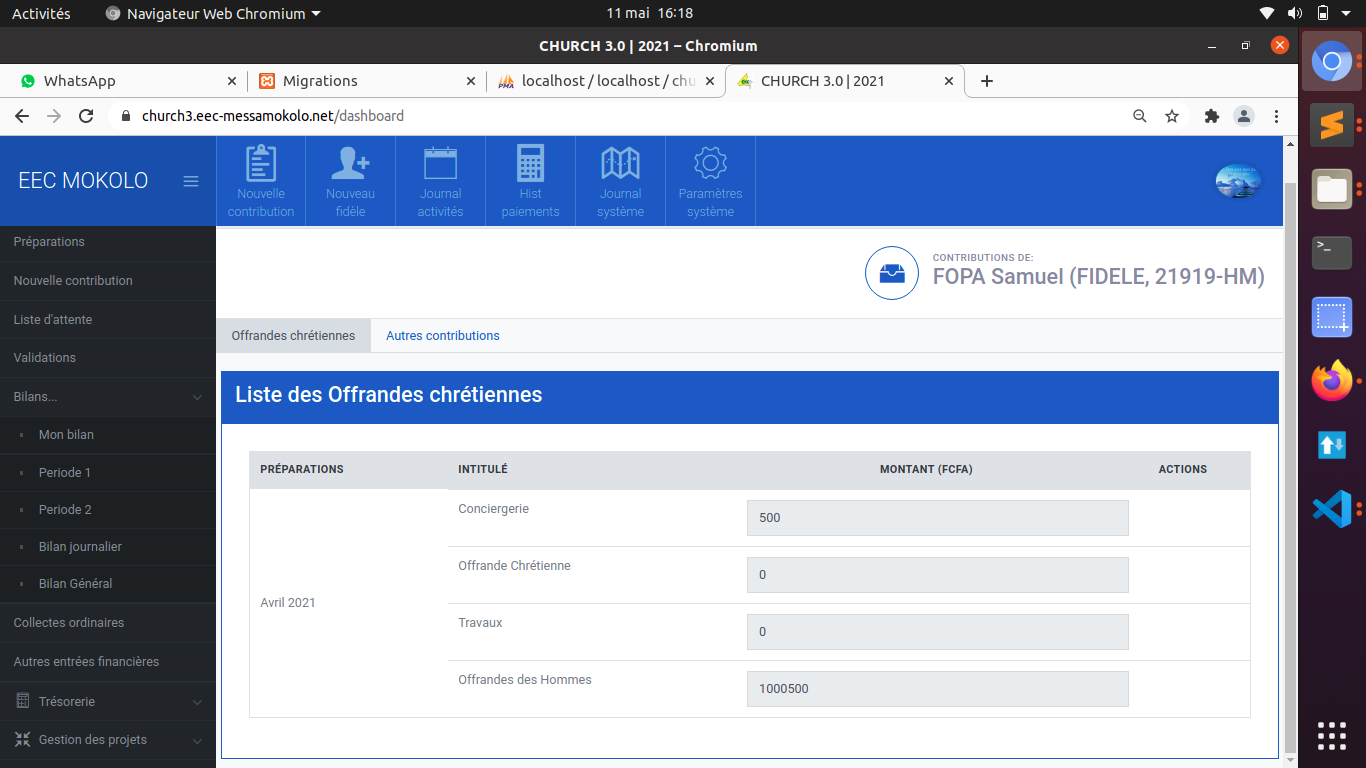 Activités
Navigateur Web Chromium
11 mai 16:18
CHURCH 3.0 | 2021 – Chromium
WhatsApp
Migrations
localhost / localhost / chu
CHURCH 3.0 | 2021
church3.eec-messamokolo.net/dashboard
EEC MOKOLO
Nouvelle
contribution
Nouveau
fidèle
Journal
activités
Hist
paiements
Journal
système
Paramètres
système
Préparations
Nouvelle contribution
Liste d'attente
Validations
Bilans...
Mon bilan
Periode 1
Periode 2
Bilan journalier
Bilan Général
Collectes ordinaires
Autres entrées financières
Trésorerie
Gestion des projets
CONTRIBUTIONS DE:
FOPA Samuel (FIDELE, 21919-HM)
Offrandes chrétiennes
Autres contributions
Liste des Offrandes chrétiennes
PRÉPARATIONS INTITULÉ MONTANT (FCFA) ACTIONS
Avril 2021
Conciergerie 500
Offrande Chrétienne 0
Travaux 0
Offrandes des Hommes 1000500